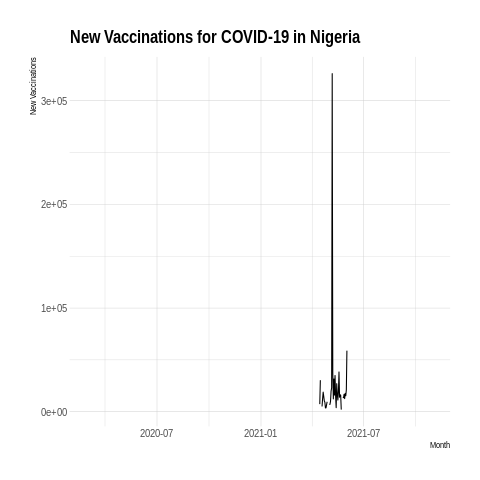 New Vaccinations for COVID-19 in Nigeria
New Vaccinations
3e+05
2e+05
1e+05
0e+00
2020-07 2021-01 2021-07
Month